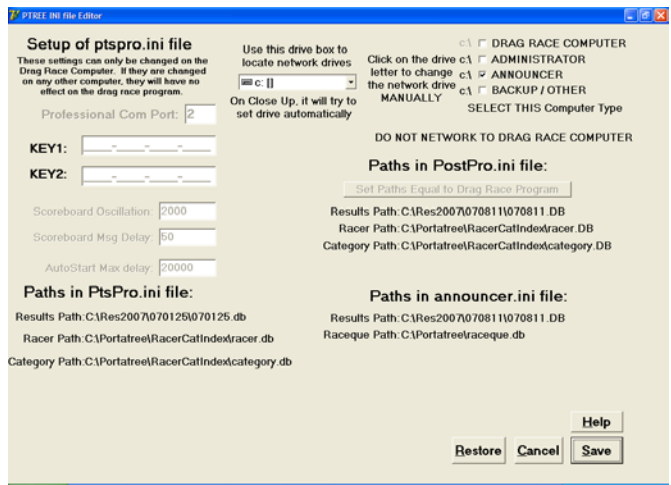 PTREE INI file Editor
Setup of ptspro.ini file
These settings can only be changed on the
Drag Race Computer. If they are changed
on any other computer, they will have no
effect on the drag race program.
Professional Com Port: 2
KEY1: _____-_____-_____-_____
KEY2: _____-_____-_____-_____
Scoreboard Oscillation: 2000
Scoreboard Msg Delay: 50
AutoStart Max delay: 20000
Paths in PtsPro.ini file:
Results Path:C:\Res2007\070125\070125.db
Racer Path:C:\Portatree\RacerCatIndex\racer.db
Category Path:C:\Portatree\RacerCatIndex\category.db
Use this drive box to
locate network drives
c: []
On Close Up, it will try to
set drive automatically
Click on the drive
letter to change
the network drive
MANUALLY
c:\ DRAG RACE COMPUTER
c:\ ADMINISTRATOR
c:\ ANNOUNCER
c:\ BACKUP / OTHER
SELECT THIS Computer Type
DO NOT NETWORK TO DRAG RACE COMPUTER
Paths in PostPro.ini file:
Set Paths Equal to Drag Race Program
Results Path:C:\Res2007\070811\070811.DB
Racer Path:C:\Portatree\RacerCatIndex\racer.DB
Category Path:C:\Portatree\RacerCatIndex\category.DB
Paths in announcer.ini file:
Results Path:C:\Res2007\070811\070811.DB
Raceque Path:C:\Portatree\raceque.db
Help
Restore Cancel Save